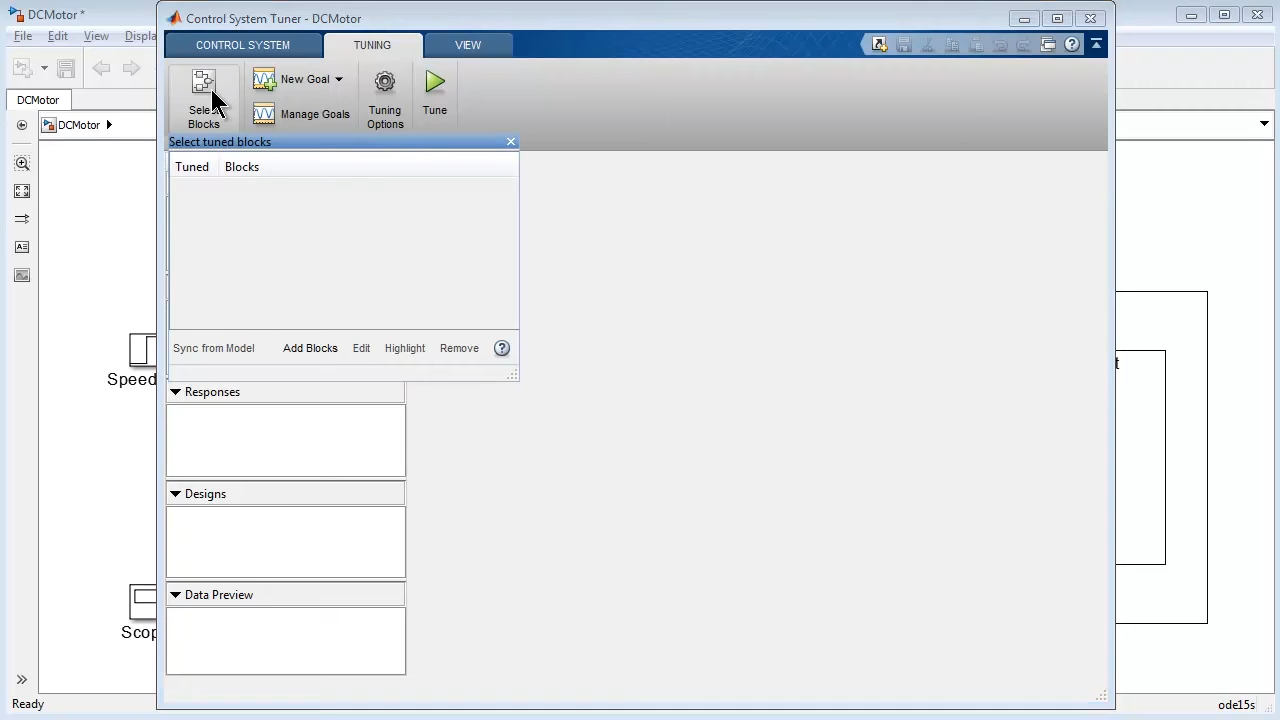 DCMotor *
Control System Tuner - DCMotor
File Edit View
CONTROL SYSTEM TUNING VIEW
New Goal
Manage Goals
Select Blocks
Tuning Options
Tune
DCMotor
DCMotor
Select tuned blocks
Tuned Blocks
Sync from Model Add Blocks Edit Highlight Remove
Speed
Responses
Designs
Data Preview
Ready
ode15s